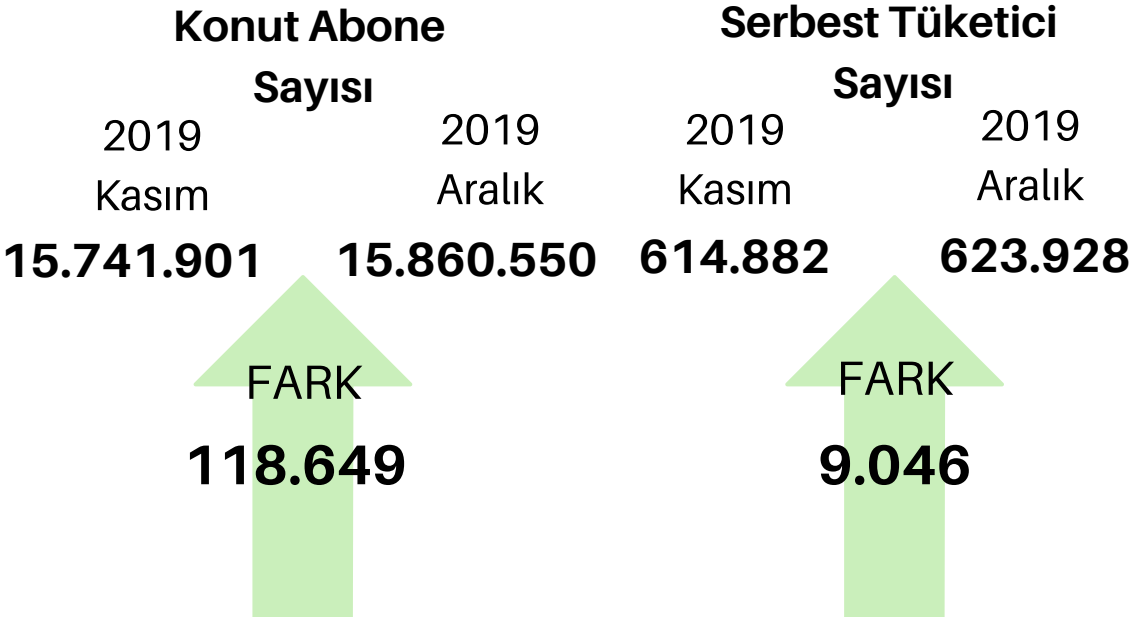 Konut Abone
Sayısı
2019
Kasım
15.741.901
2019
Aralık
15.860.550
FARK
118.649
Serbest Tüketici
Sayısı
2019
Kasım
614.882
2019
Aralık
623.928
FARK
9.046